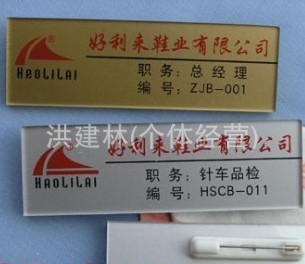 好利来鞋业有限公司
HAOLILAI
职务：总经理
编号：ZJB-001
洪建林(个体经营)
好利来鞋业有限公司
HAOLILAI
职务：针车品检
编号：HSCB-011